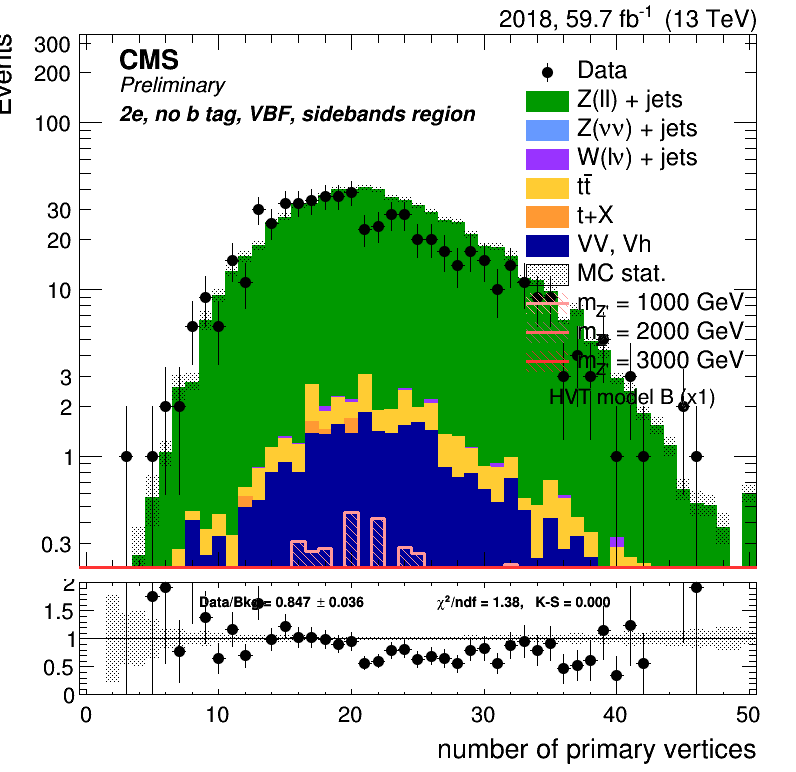 2018, 59.7 fb⁻¹ (13 TeV)
Events
300
200
100
30
20
10
3
2
1
0.3
CMS
Preliminary
2e, no b tag, VBF, sidebands region
Data
Z(ll) + jets
Z(νν) + jets
W(lν) + jets
tt̄
t+X
VV, Vh
MC stat.
m_Z' = 1000 GeV
m_Z' = 2000 GeV
m_Z' = 3000 GeV
HVT model B (x1)
2
1.5
1
0.5
0
Data/Bkg = 0.847 ± 0.036 χ²/ndf = 1.38, K-S = 0.000
0 10 20 30 40 50
number of primary vertices